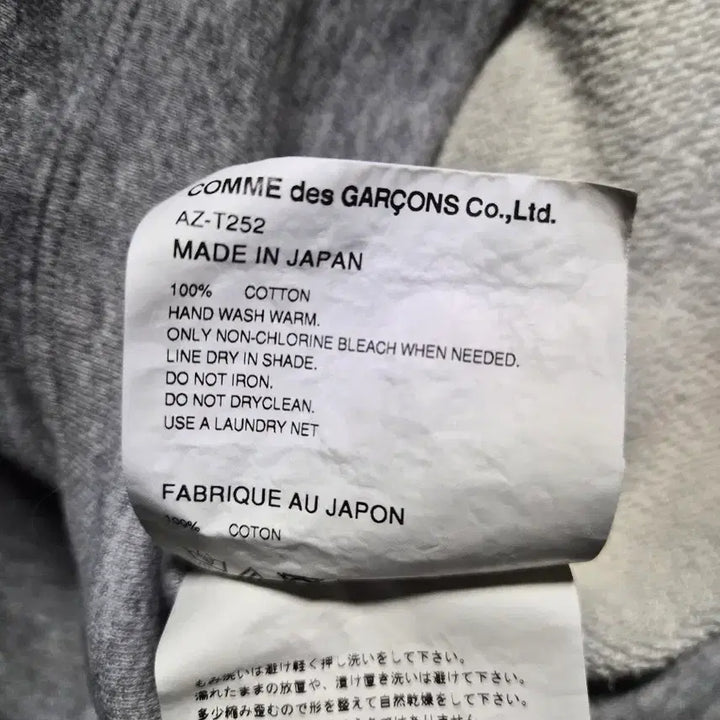 COMME des GARÇONS Co.,Ltd.
AZ-T252
MADE IN JAPAN
100% COTTON
HAND WASH WARM.
ONLY NON-CHLORINE BLEACH WHEN NEEDED.
LINE DRY IN SHADE.
DO NOT IRON.
DO NOT DRYCLEAN.
USE A LAUNDRY NET
FABRIQUE AU JAPON
100% COTON
もみ洗いは避け軽く押し洗いをして下さい。
濡れたままの放置や、漬け置き洗いは避けて下さい。
多少縮み歪むので形を整えて自然乾燥をして下さい。
ありません